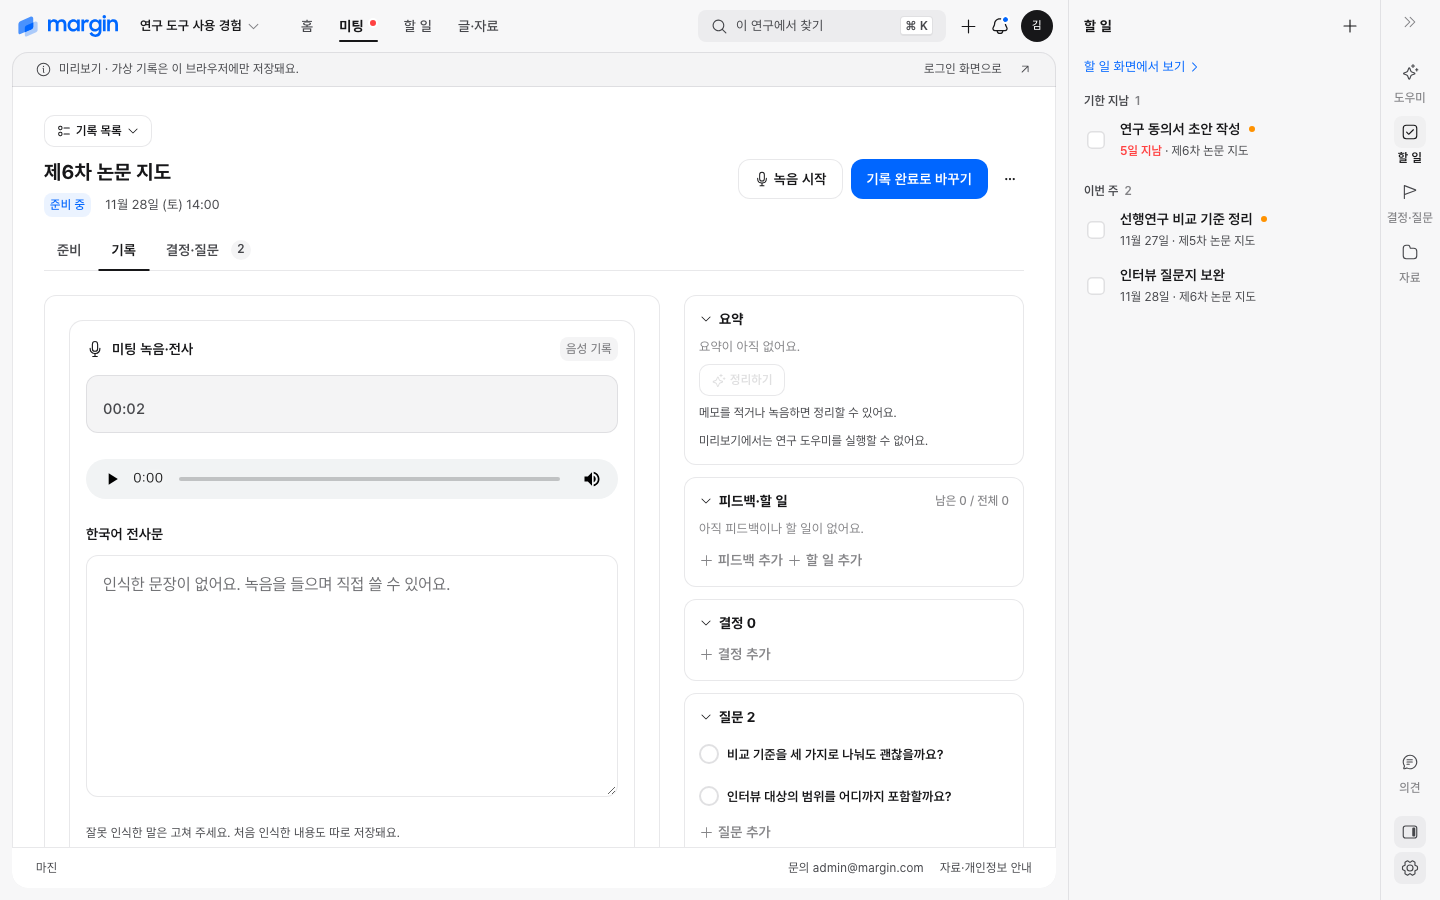 margin
연구 도구 사용 경험
홈
미팅
할 일
글·자료
이 연구에서 찾기
⌘ K
김
미리보기 · 가상 기록은 이 브라우저에만 저장돼요.
로그인 화면으로
기록 목록
제6차 논문 지도
준비 중
11월 28일 (토) 14:00
녹음 시작
기록 완료로 바꾸기
준비
기록
결정·질문 2
미팅 녹음·전사
음성 기록
00:02
0:00
한국어 전사문
인식한 문장이 없어요. 녹음을 들으며 직접 쓸 수 있어요.
잘못 인식한 말은 고쳐 주세요. 처음 인식한 내용도 따로 저장돼요.
요약
요약이 아직 없어요.
정리하기
메모를 적거나 녹음하면 정리할 수 있어요.
미리보기에서는 연구 도우미를 실행할 수 없어요.
피드백·할 일
남은 0 / 전체 0
아직 피드백이나 할 일이 없어요.
피드백 추가
할 일 추가
결정 0
결정 추가
질문 2
비교 기준을 세 가지로 나눠도 괜찮을까요?
인터뷰 대상의 범위를 어디까지 포함할까요?
질문 추가
마진
문의 admin@margin.com
자료·개인정보 안내
할 일
할 일 화면에서 보기
기한 지남 1
연구 동의서 초안 작성
5일 지남 · 제6차 논문 지도
이번 주 2
선행연구 비교 기준 정리
11월 27일 · 제5차 논문 지도
인터뷰 질문지 보완
11월 28일 · 제6차 논문 지도
도우미
할 일
결정·질문
자료
의견